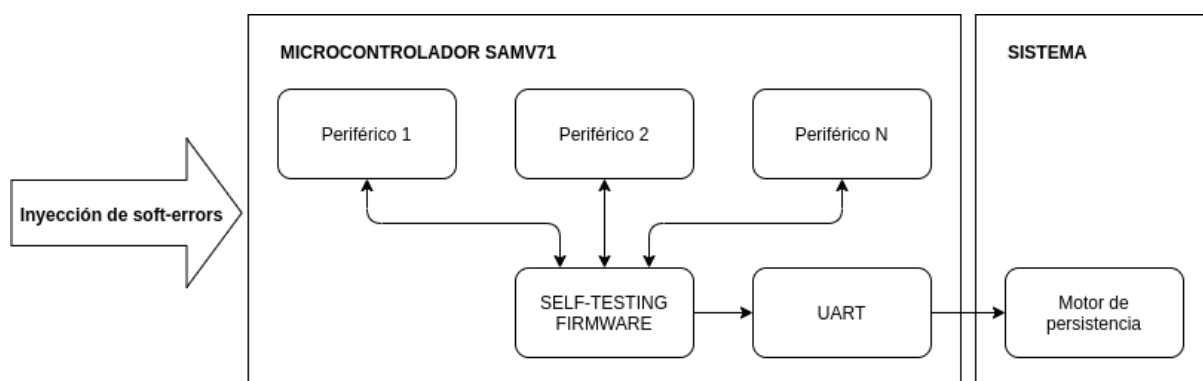 MICROCONTROLADOR SAMV71
SISTEMA
Periférico 1
Periférico 2
Periférico N
Inyección de soft-errors
SELF-TESTING
FIRMWARE
UART
Motor de
persistencia